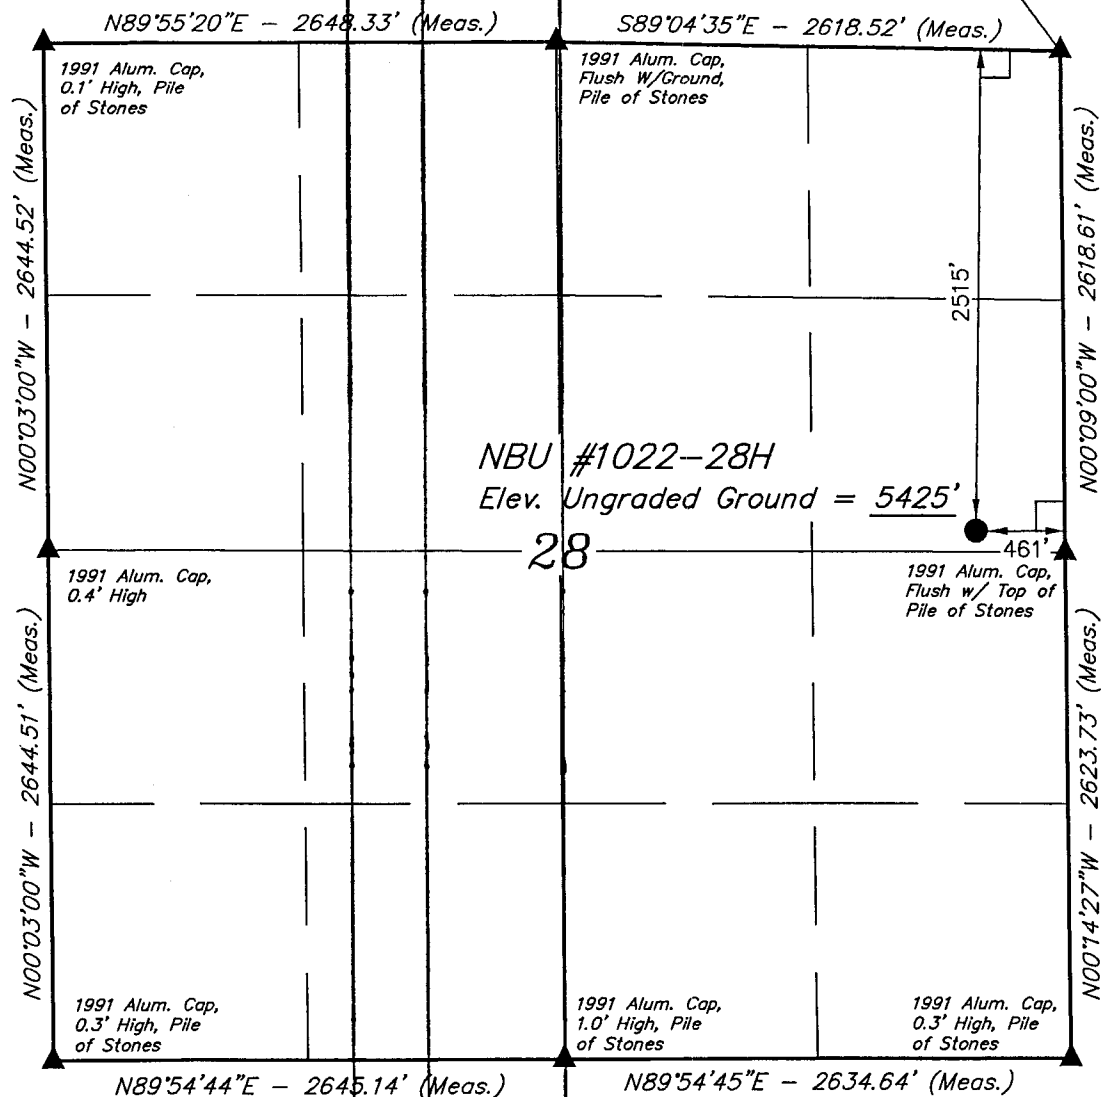 N89°55'20"E - 2648.33' (Meas.)
S89°04'35"E - 2618.52' (Meas.)
1991 Alum. Cap,
0.1' High, Pile
of Stones
1991 Alum. Cap,
Flush W/Ground,
Pile of Stones
N00°03'00"W - 2644.52' (Meas.)
N00°09'00"W - 2618.61' (Meas.)
2515'
NBU #1022-28H
Elev. Ungraded Ground = 5425'
28
461'
1991 Alum. Cap,
0.4' High
1991 Alum. Cap,
Flush w/ Top of
Pile of Stones
N00°03'00"W - 2644.51' (Meas.)
N00°14'27"W - 2623.73' (Meas.)
1991 Alum. Cap,
0.3' High, Pile
of Stones
1991 Alum. Cap,
1.0' High, Pile
of Stones
1991 Alum. Cap,
0.3' High, Pile
of Stones
N89°54'44"E - 2645.14' (Meas.)
N89°54'45"E - 2634.64' (Meas.)